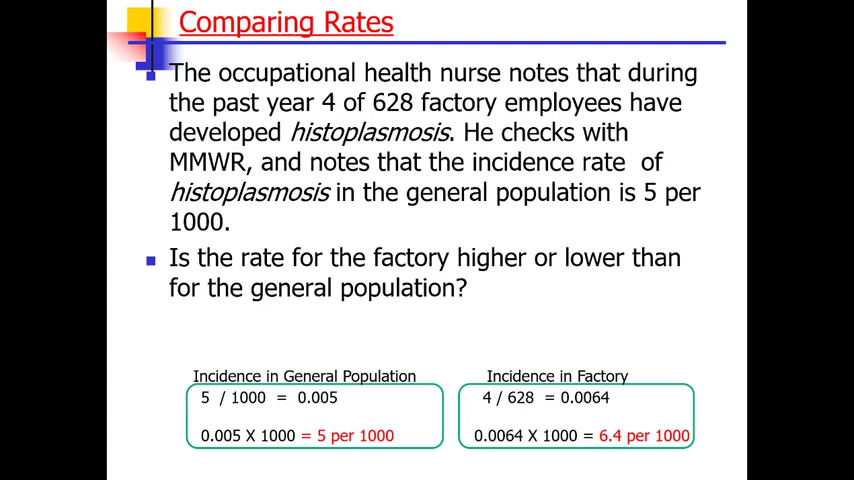 Comparing Rates
The occupational health nurse notes that during
the past year 4 of 628 factory employees have
developed histoplasmosis. He checks with
MMWR, and notes that the incidence rate of
histoplasmosis in the general population is 5 per
1000.
Is the rate for the factory higher or lower than
for the general population?
Incidence in General Population
5 / 1000 = 0.005
0.005 X 1000 = 5 per 1000
Incidence in Factory
4 / 628 = 0.0064
0.0064 X 1000 = 6.4 per 1000